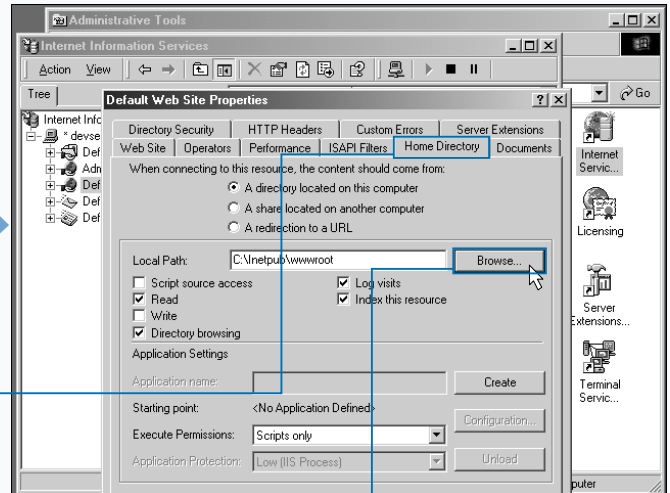 Administrative Tools
Internet Information Services
Action View
Go
Tree
Internet Info
* devse
Def
Adn
Def
Def
Def
Default Web Site Properties
Directory Security HTTP Headers Custom Errors Server Extensions
Web Site Operators Performance ISAPI Filters Home Directory Documents
When connecting to this resource, the content should come from:
A directory located on this computer
A share located on another computer
A redirection to a URL
Local Path: C:\Inetpub\wwwroot Browse...
Script source access Log visits
Read Index this resource
Write
Directory browsing
Application Settings
Application name: Create
Starting point: <No Application Defined>
Configuration...
Execute Permissions: Scripts only
Application Protection: Low (IIS Process) Unload
Internet
Servic...
Licensing
Server
Extensions...
Terminal
Servic...
puter